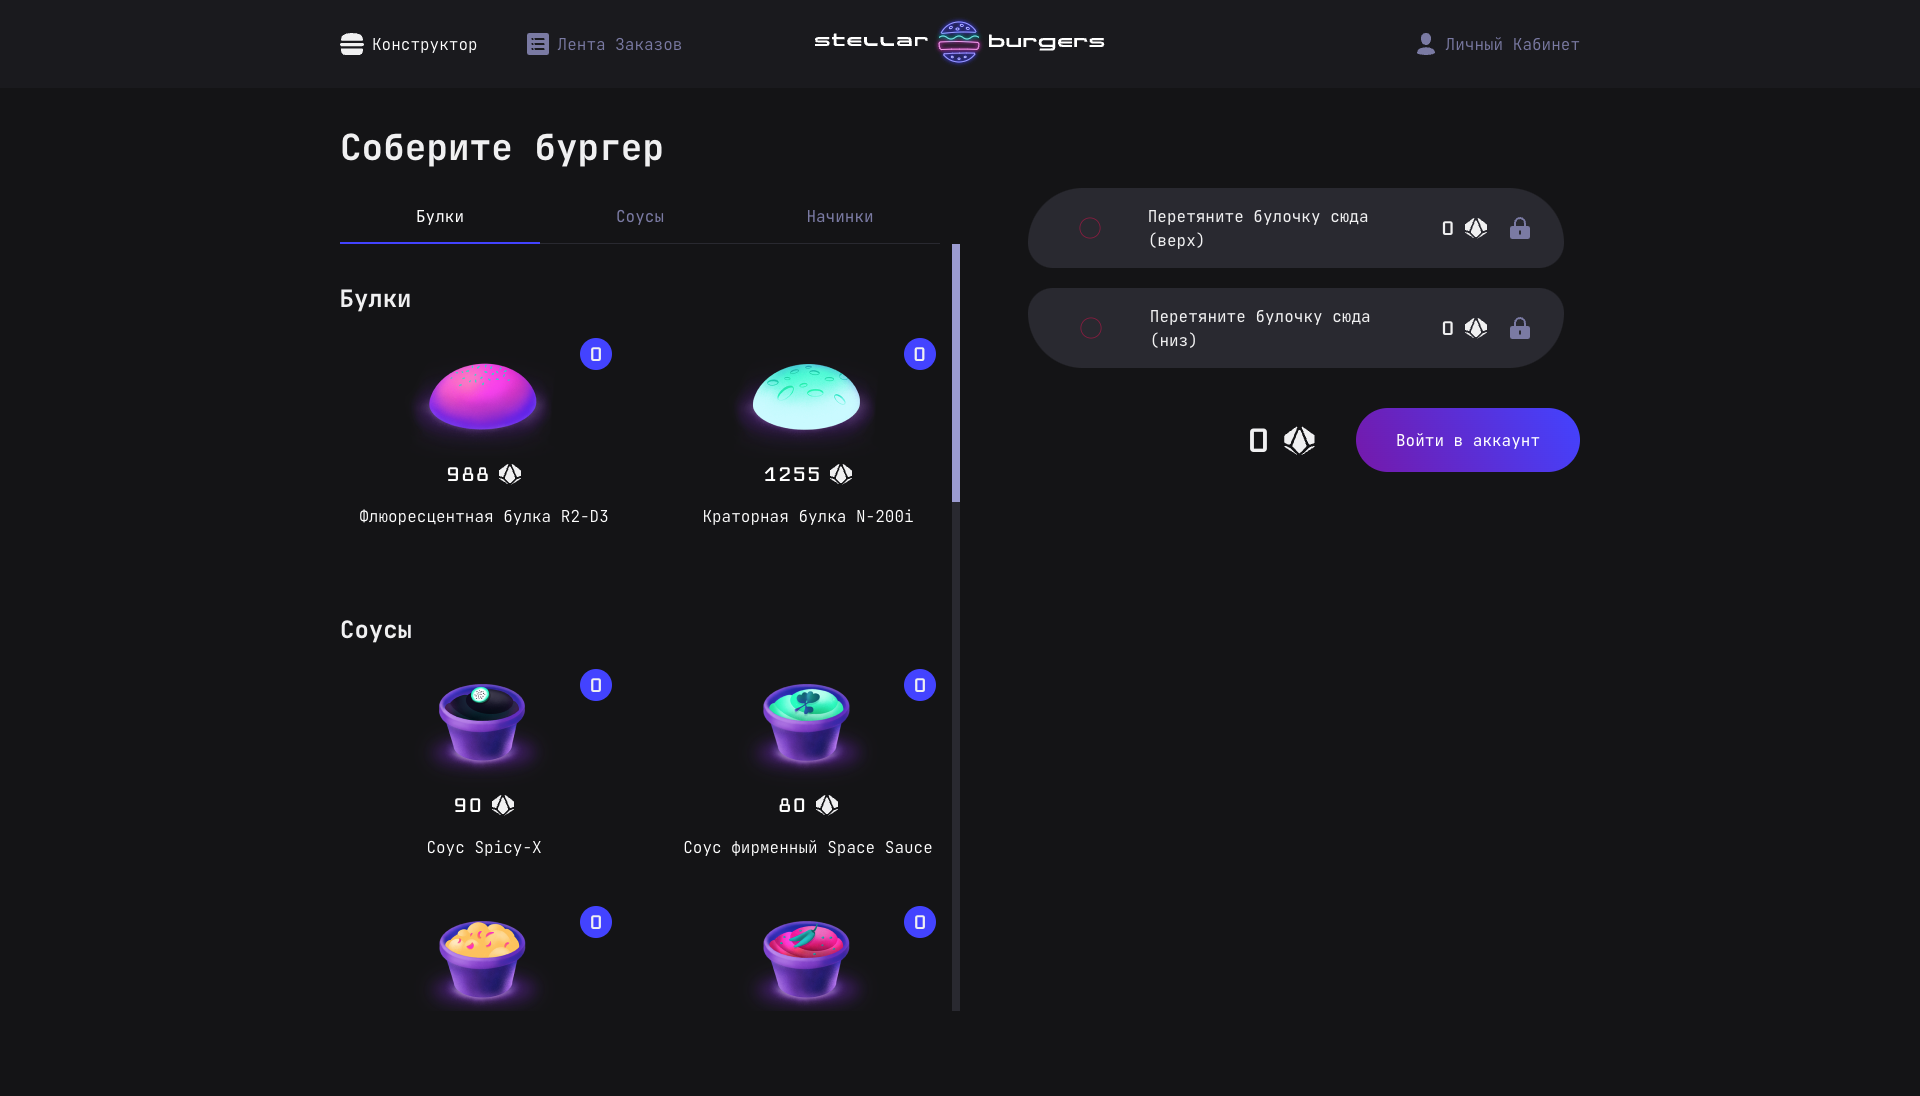 Конструктор
Лента Заказов
stellar burgers
Личный Кабинет
Соберите бургер
Булки
Соусы
Начинки
Булки
0
0
988
1255
Флюоресцентная булка R2-D3
Краторная булка N-200i
Соусы
0
0
90
80
Соус Spicy-X
Соус фирменный Space Sauce
0
0
Перетяните булочку сюда
(верх)
0
Перетяните булочку сюда
(низ)
0
0
Войти в аккаунт